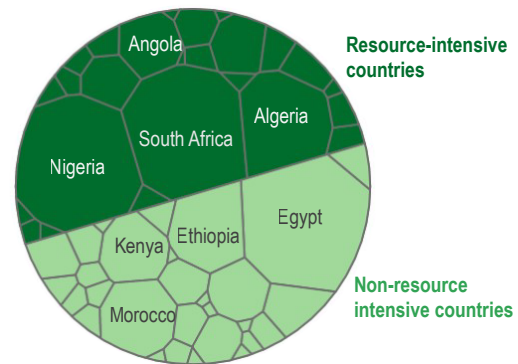 Angola
Resource-intensive
countries
Algeria
South Africa
Nigeria
Egypt
Ethiopia
Kenya
Non-resource
intensive countries
Morocco